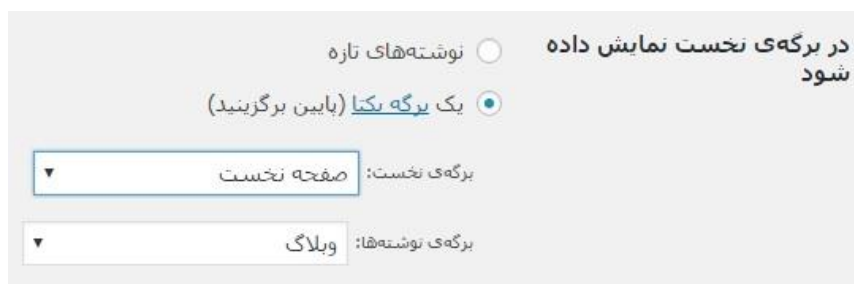 در برگه‌ی نخست نمایش داده
شود
نوشته‌های تازه
یک برگه یکتا (پایین برگزینید)
برگه‌ی نخست: صفحه نخست
برگه‌ی نوشته‌ها: وبلاگ